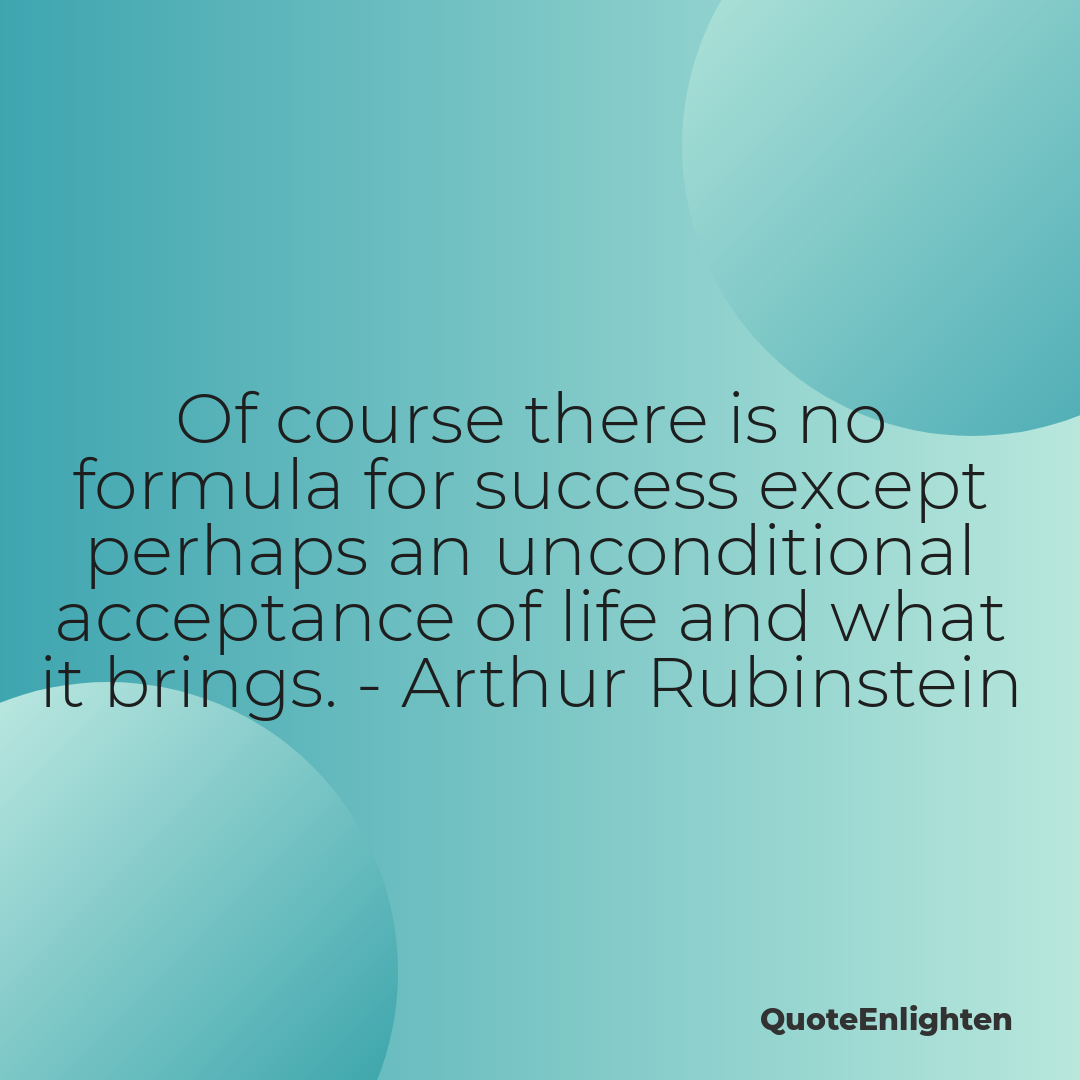 Of course there is no
formula for success except
perhaps an unconditional
acceptance of life and what
it brings. - Arthur Rubinstein
QuoteEnlighten